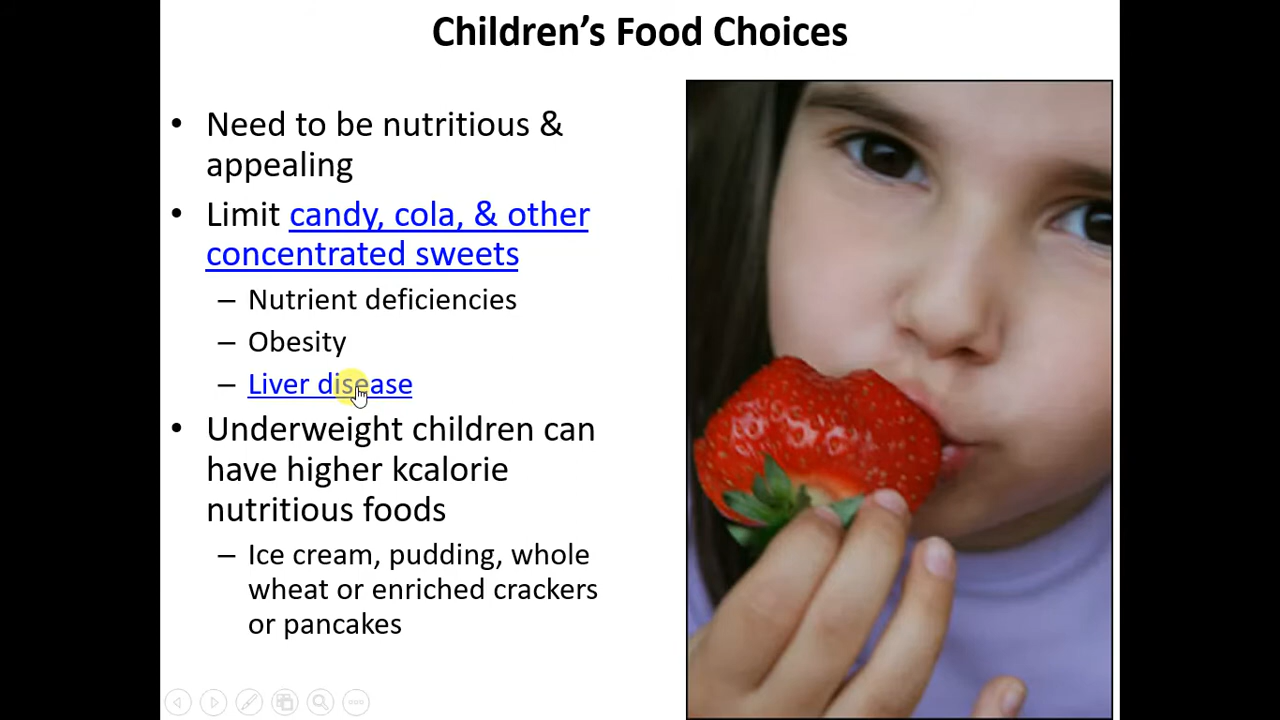 Children’s Food Choices
• Need to be nutritious &
appealing
• Limit candy, cola, & other
concentrated sweets
– Nutrient deficiencies
– Obesity
– Liver disease
• Underweight children can
have higher kcalorie
nutritious foods
– Ice cream, pudding, whole
wheat or enriched crackers
or pancakes